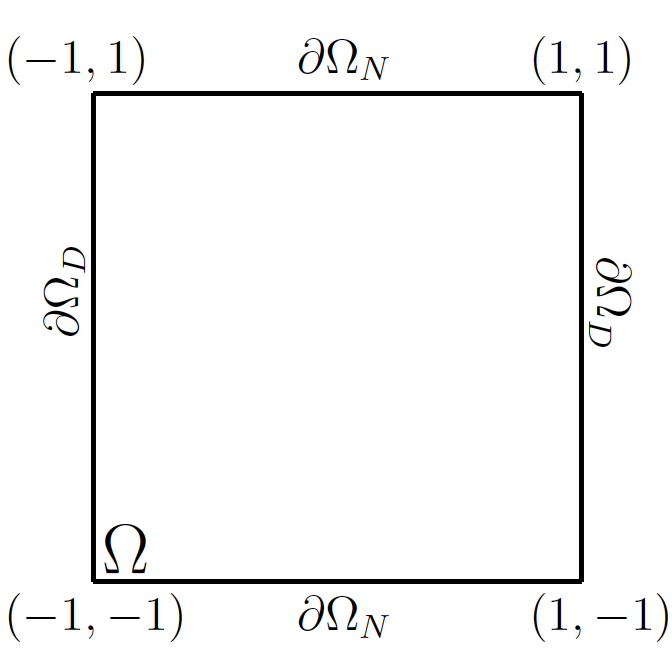 (−1, 1) ∂Ω_N (1, 1)
∂Ω_D
∂Ω_D
Ω
(−1, −1) ∂Ω_N (1, −1)